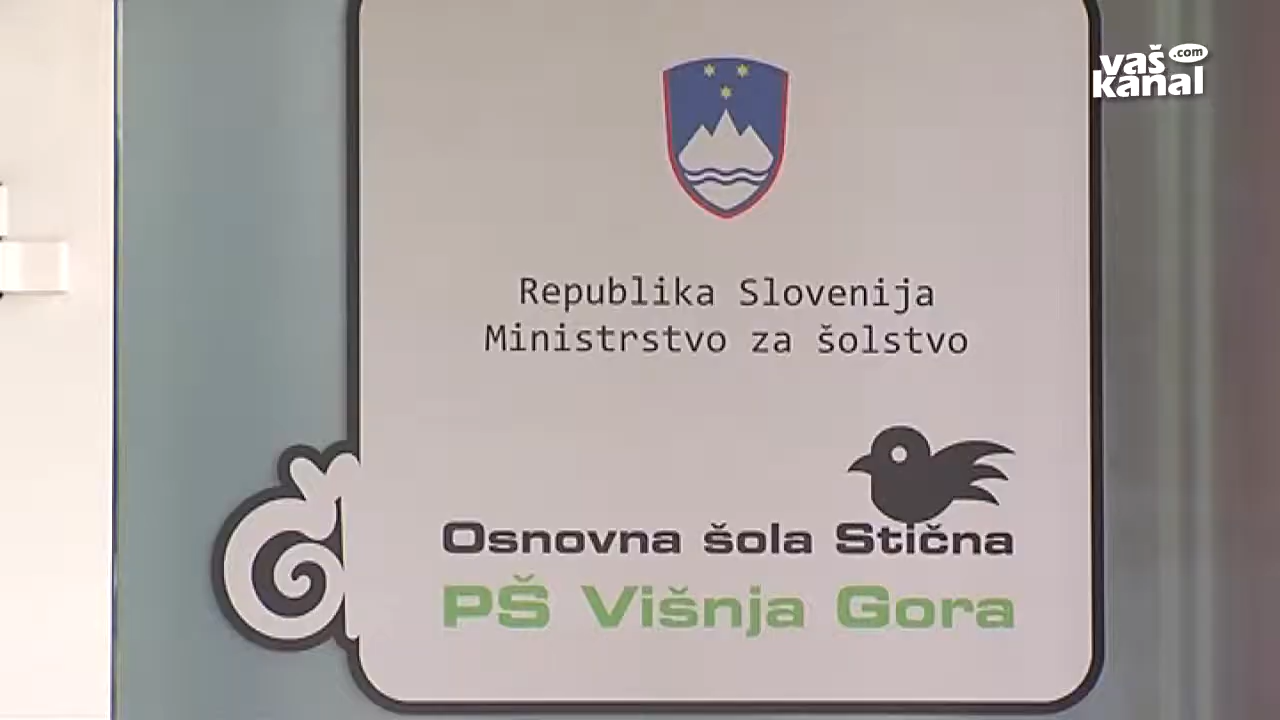 vaš .com
kanal
Republika Slovenija
Ministrstvo za šolstvo
Osnovna šola Stična
PŠ Višnja Gora